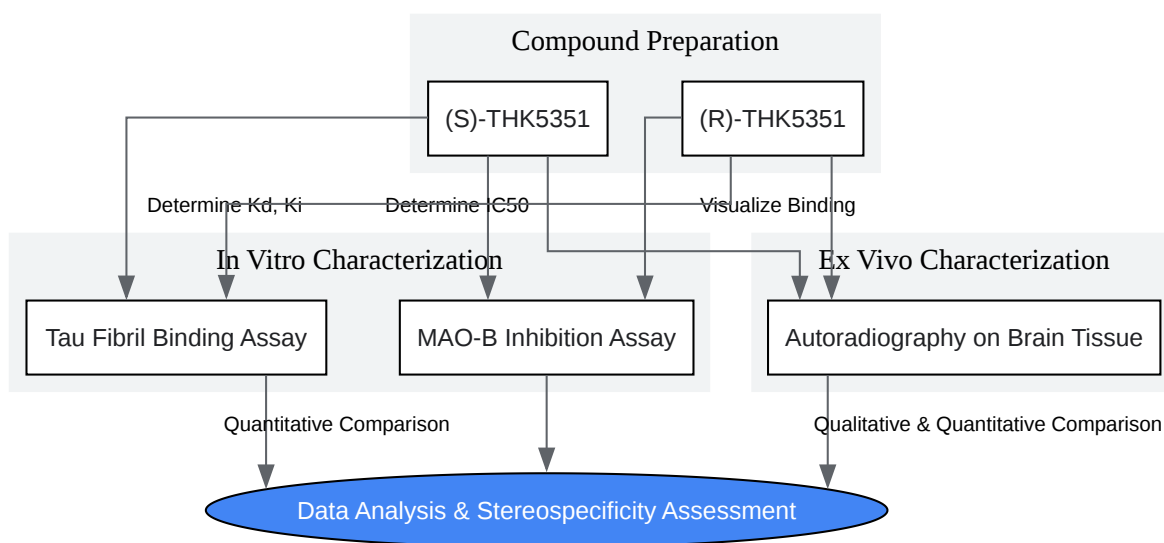 Compound Preparation
(S)-THK5351
(R)-THK5351
Determine Kd, Ki
Determine IC50
Visualize Binding
In Vitro Characterization
Ex Vivo Characterization
Tau Fibril Binding Assay
MAO-B Inhibition Assay
Autoradiography on Brain Tissue
Quantitative Comparison
Qualitative & Quantitative Comparison
Data Analysis & Stereospecificity Assessment